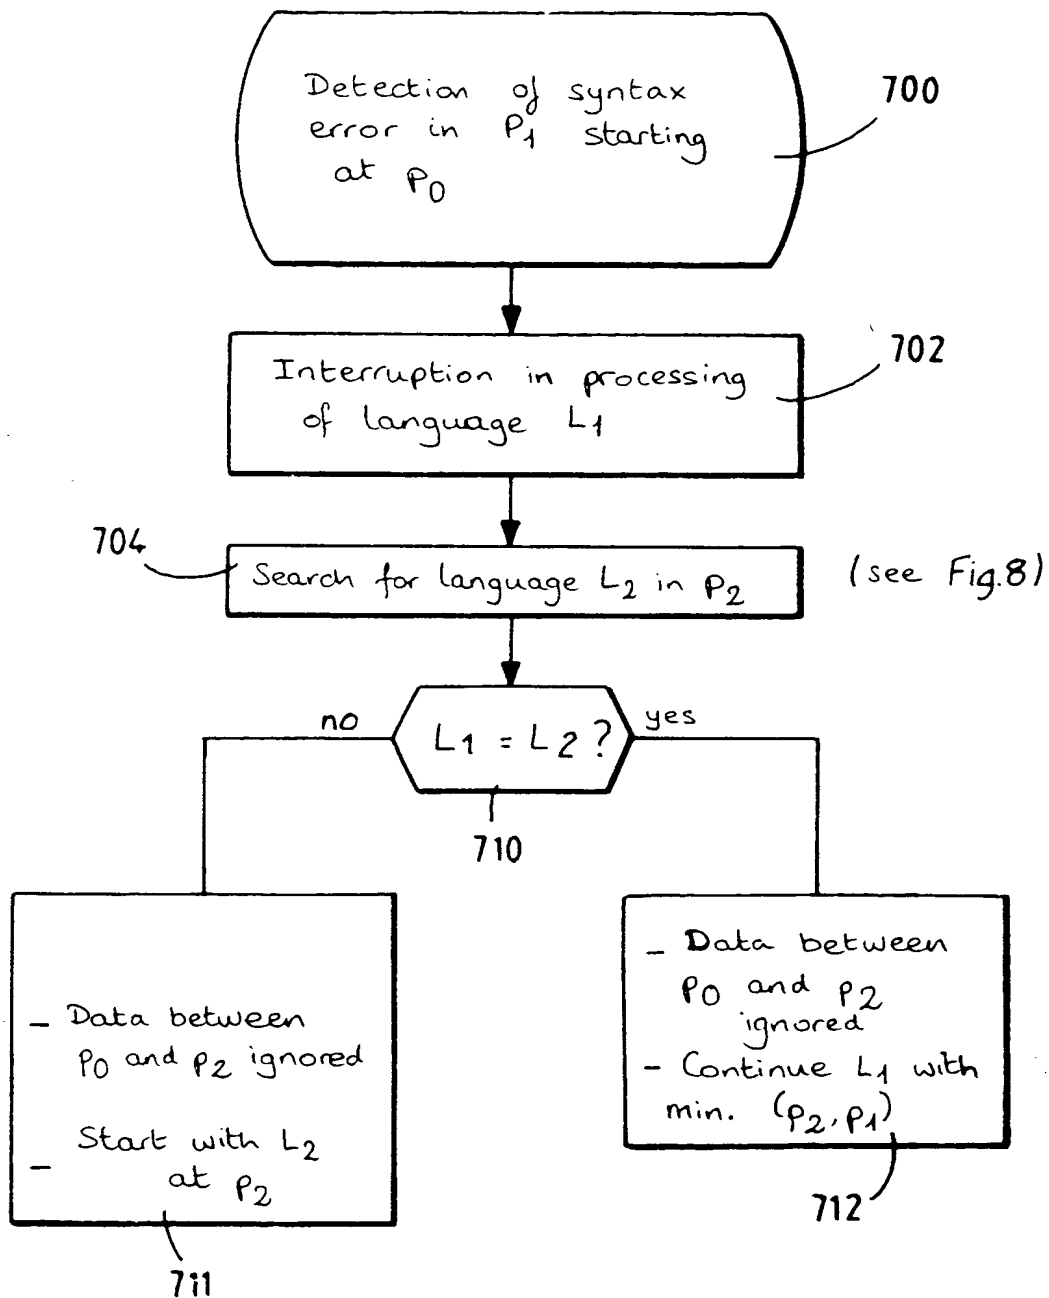 Detection of syntax
error in P1 starting
at P0
700
Interruption in processing
of language L1
702
704
Search for language L2 in P2
(see Fig.8)
no
L1 = L2 ?
yes
710
- Data between
P0 and P2 ignored
- Start with L2
at P2
711
- Data between
P0 and P2
ignored
- Continue L1 with
min. (P2, P1)
712